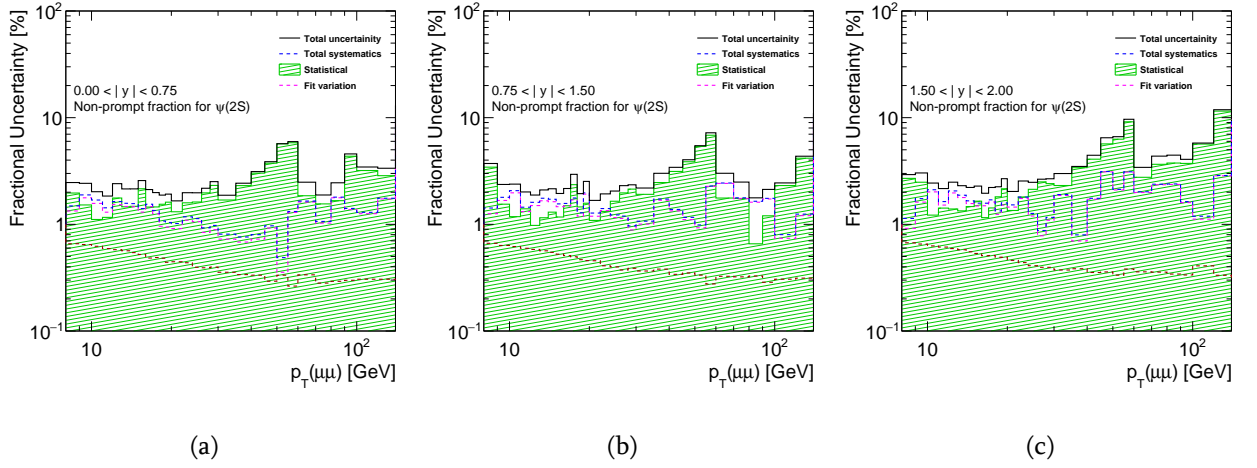 Fractional Uncertainty [%]
10²
10
1
10⁻¹
Total uncertainity
Total systematics
Statistical
Fit variation
0.00 < | y | < 0.75
Non-prompt fraction for ψ(2S)
10
10²
p_T(μμ) [GeV]
(a)
Fractional Uncertainty [%]
10²
10
1
10⁻¹
Total uncertainity
Total systematics
Statistical
Fit variation
0.75 < | y | < 1.50
Non-prompt fraction for ψ(2S)
10
10²
p_T(μμ) [GeV]
(b)
Fractional Uncertainty [%]
10²
10
1
10⁻¹
Total uncertainity
Total systematics
Statistical
Fit variation
1.50 < | y | < 2.00
Non-prompt fraction for ψ(2S)
10
10²
p_T(μμ) [GeV]
(c)